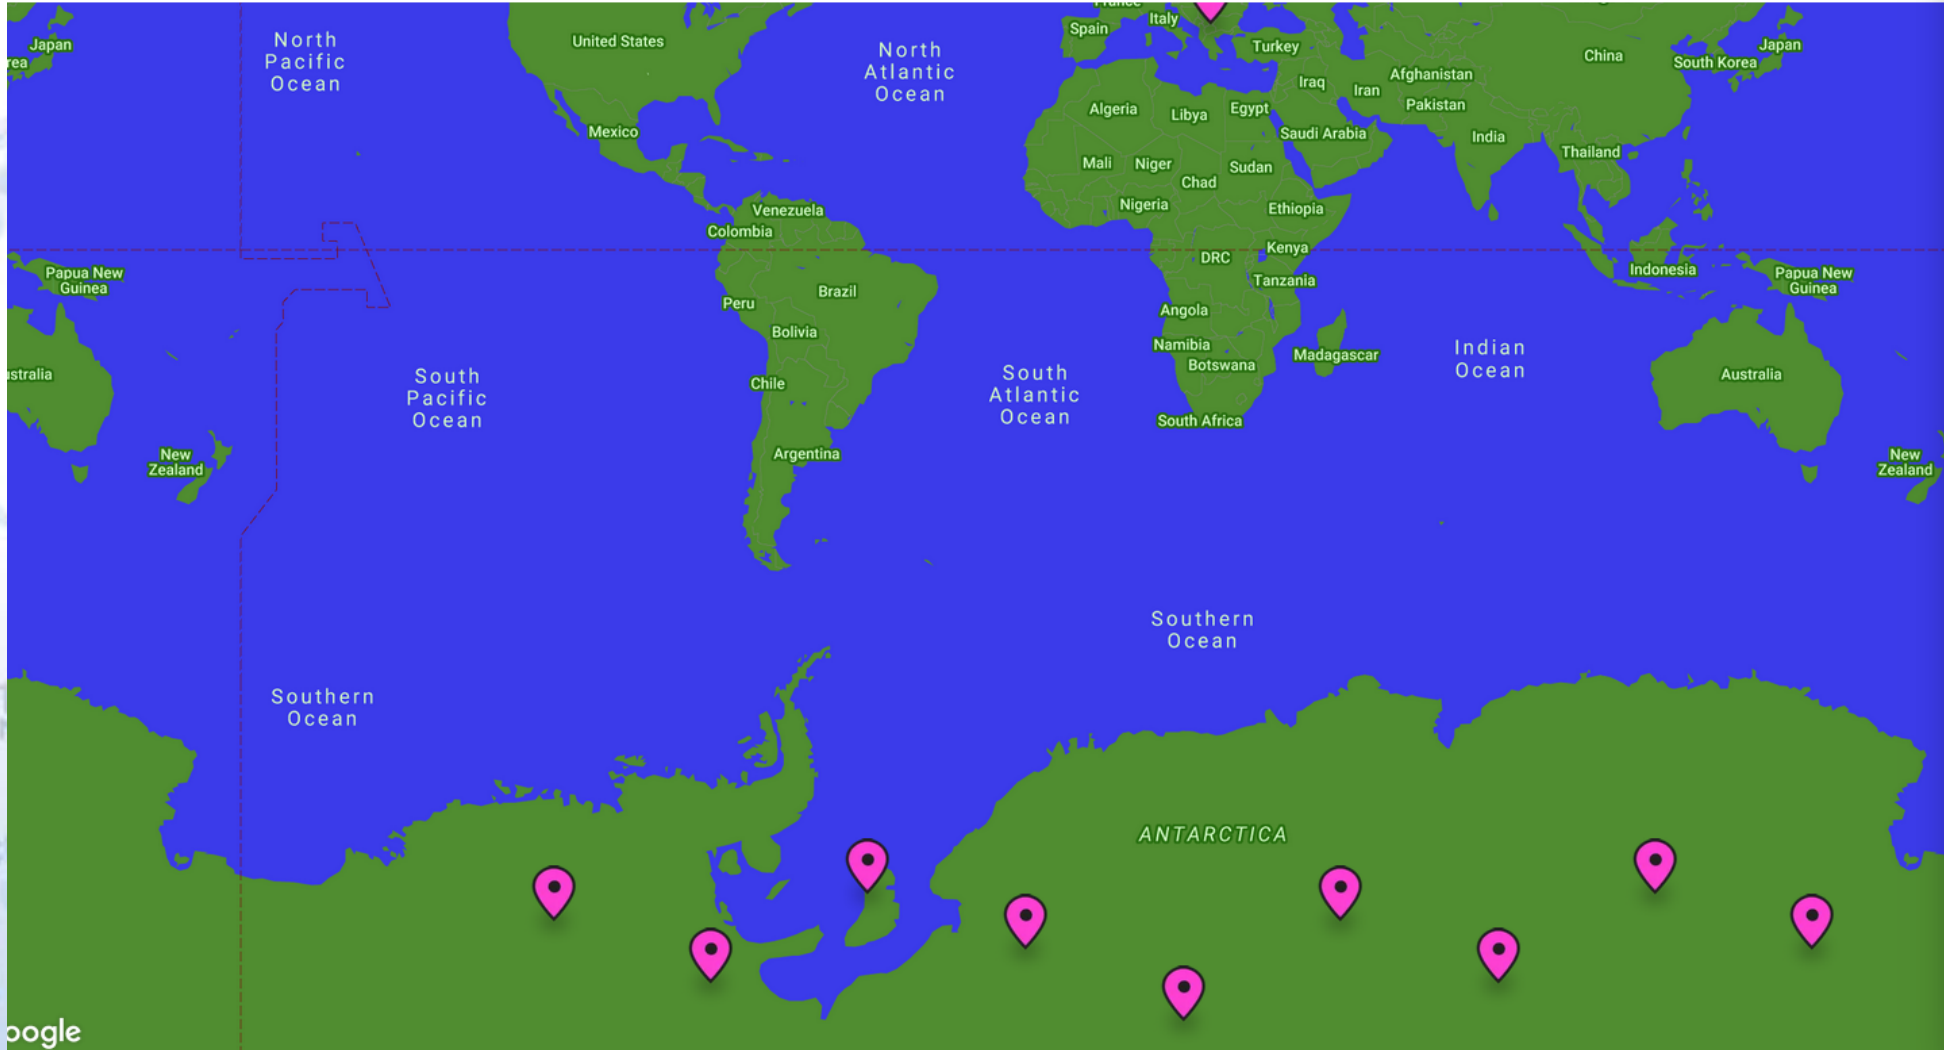 France
Italy
Spain
Turkey
Japan
rea
North
Pacific
Ocean
United States
North
Atlantic
Ocean
China
Japan
South Korea
Afghanistan
Iraq
Iran
Pakistan
Algeria
Libya
Egypt
Saudi Arabia
India
Mexico
Thailand
Mali
Niger
Sudan
Chad
Nigeria
Ethiopia
Venezuela
Colombia
Kenya
DRC
Papua New
Guinea
Tanzania
Indonesia
Papua New
Guinea
Peru
Brazil
Angola
Bolivia
Namibia
Madagascar
Botswana
Indian
Ocean
stralia
South
Pacific
Ocean
Chile
South
Atlantic
Ocean
Australia
South Africa
Argentina
New
Zealand
New
Zealand
Southern
Ocean
Southern
Ocean
ANTARCTICA
oogle